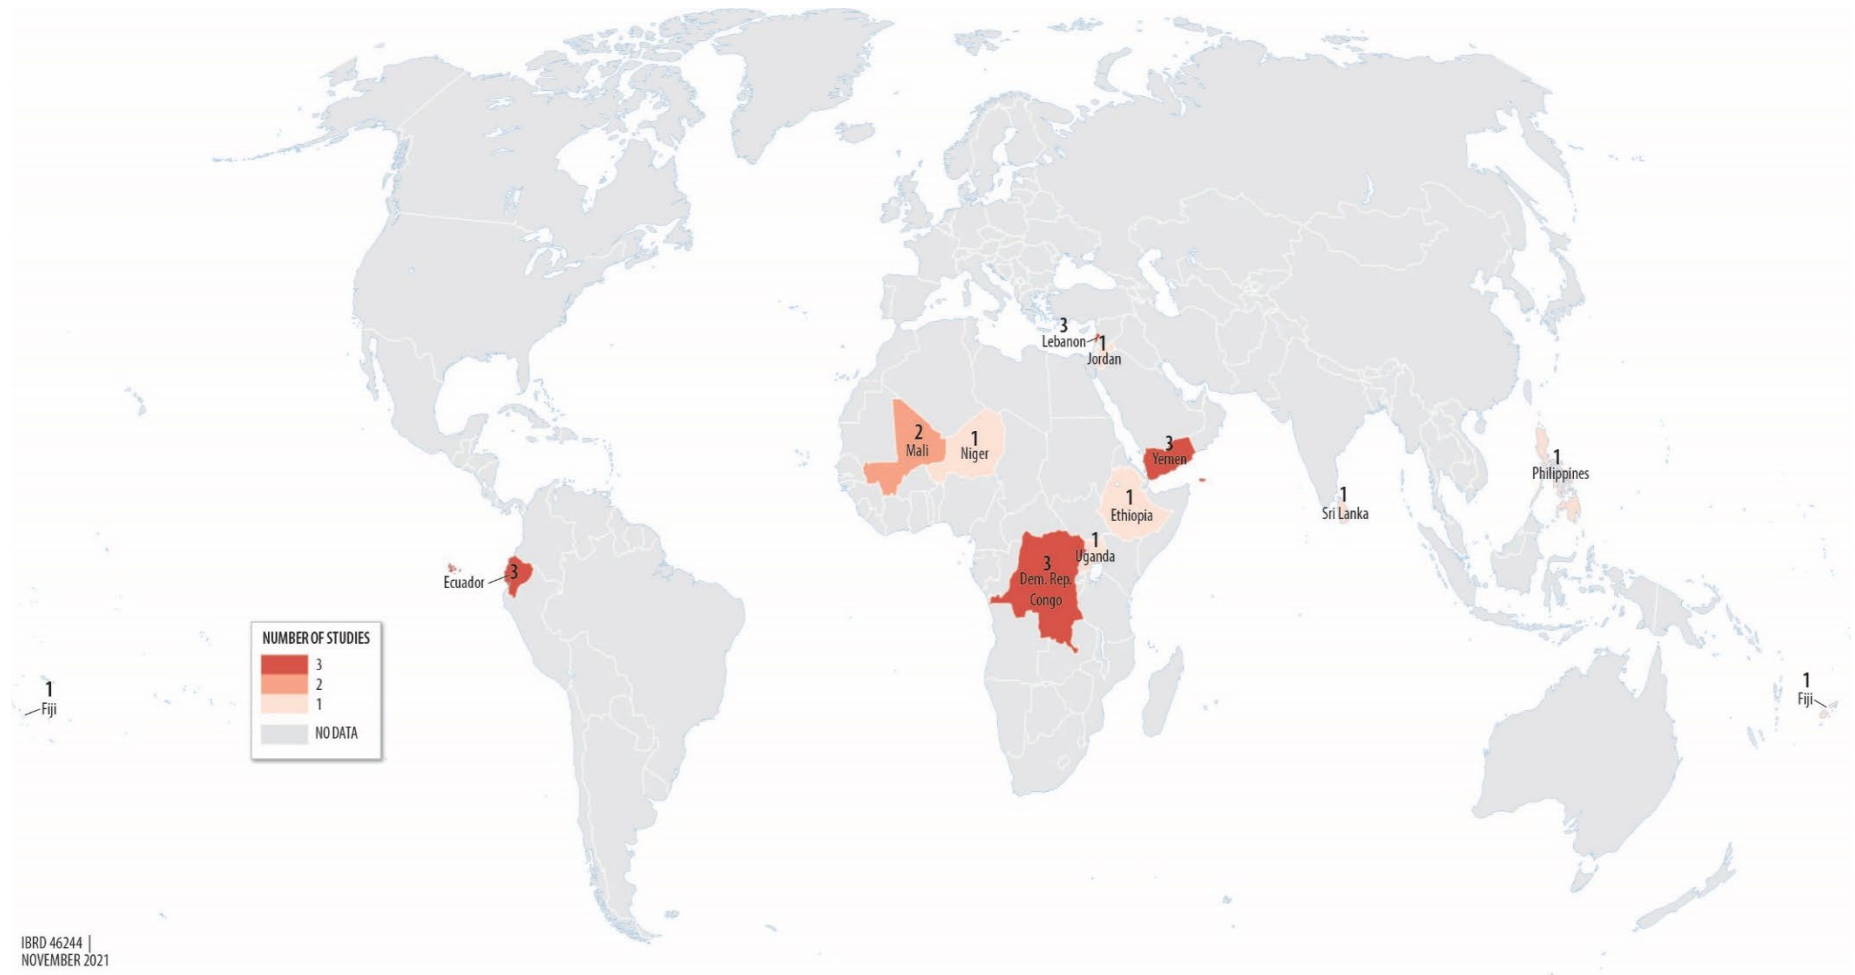 3
Lebanon
1
Jordan
2
Mali
1
Niger
3
Yemen
1
Philippines
1
Ethiopia
1
Sri Lanka
1
Uganda
3
Dem. Rep.
Congo
Ecuador
3
NUMBER OF STUDIES
3
2
1
NO DATA
1
Fiji
1
Fiji
IBRD 46244 |
NOVEMBER 2021